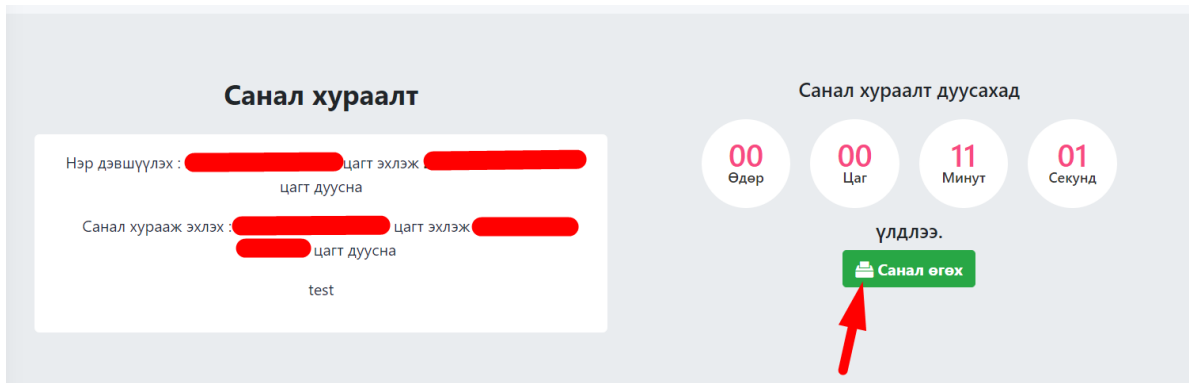 Санал хураалт
Нэр дэвшүүлэх : цагт эхлэж :
цагт дуусна
Санал хурааж эхлэх : цагт эхлэж
цагт дуусна
test
Санал хураалт дуусахад
00 00 11 01
Өдөр Цаг Минут Секунд
үлдлээ.
Санал өгөх